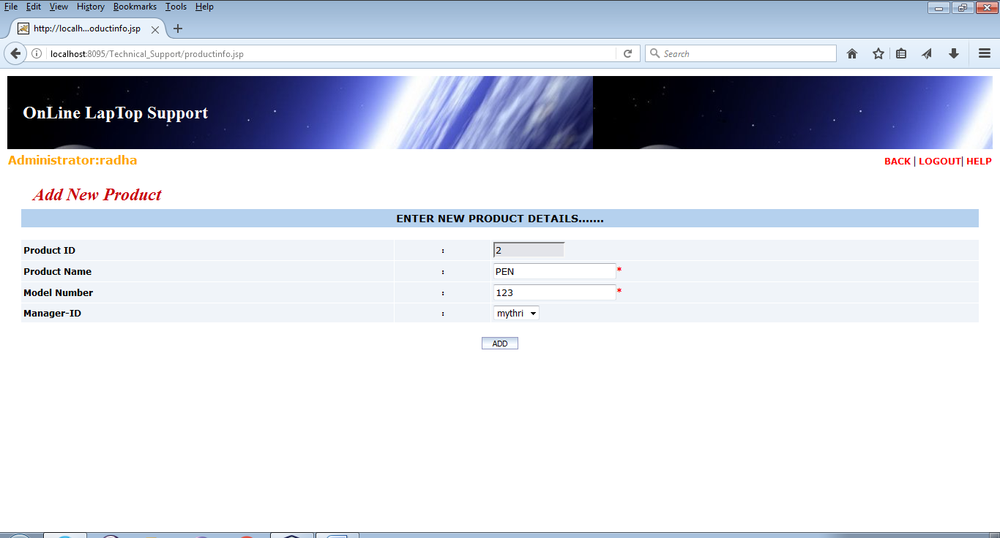 File Edit View History Bookmarks Tools Help
http://localh...oductinfo.jsp
localhost:8095/Technical_Support/productinfo.jsp
Search
OnLine LapTop Support
Administrator:radha
BACK | LOGOUT| HELP
Add New Product
ENTER NEW PRODUCT DETAILS.......
Product ID : 2
Product Name : PEN *
Model Number : 123 *
Manager-ID : mythri
ADD